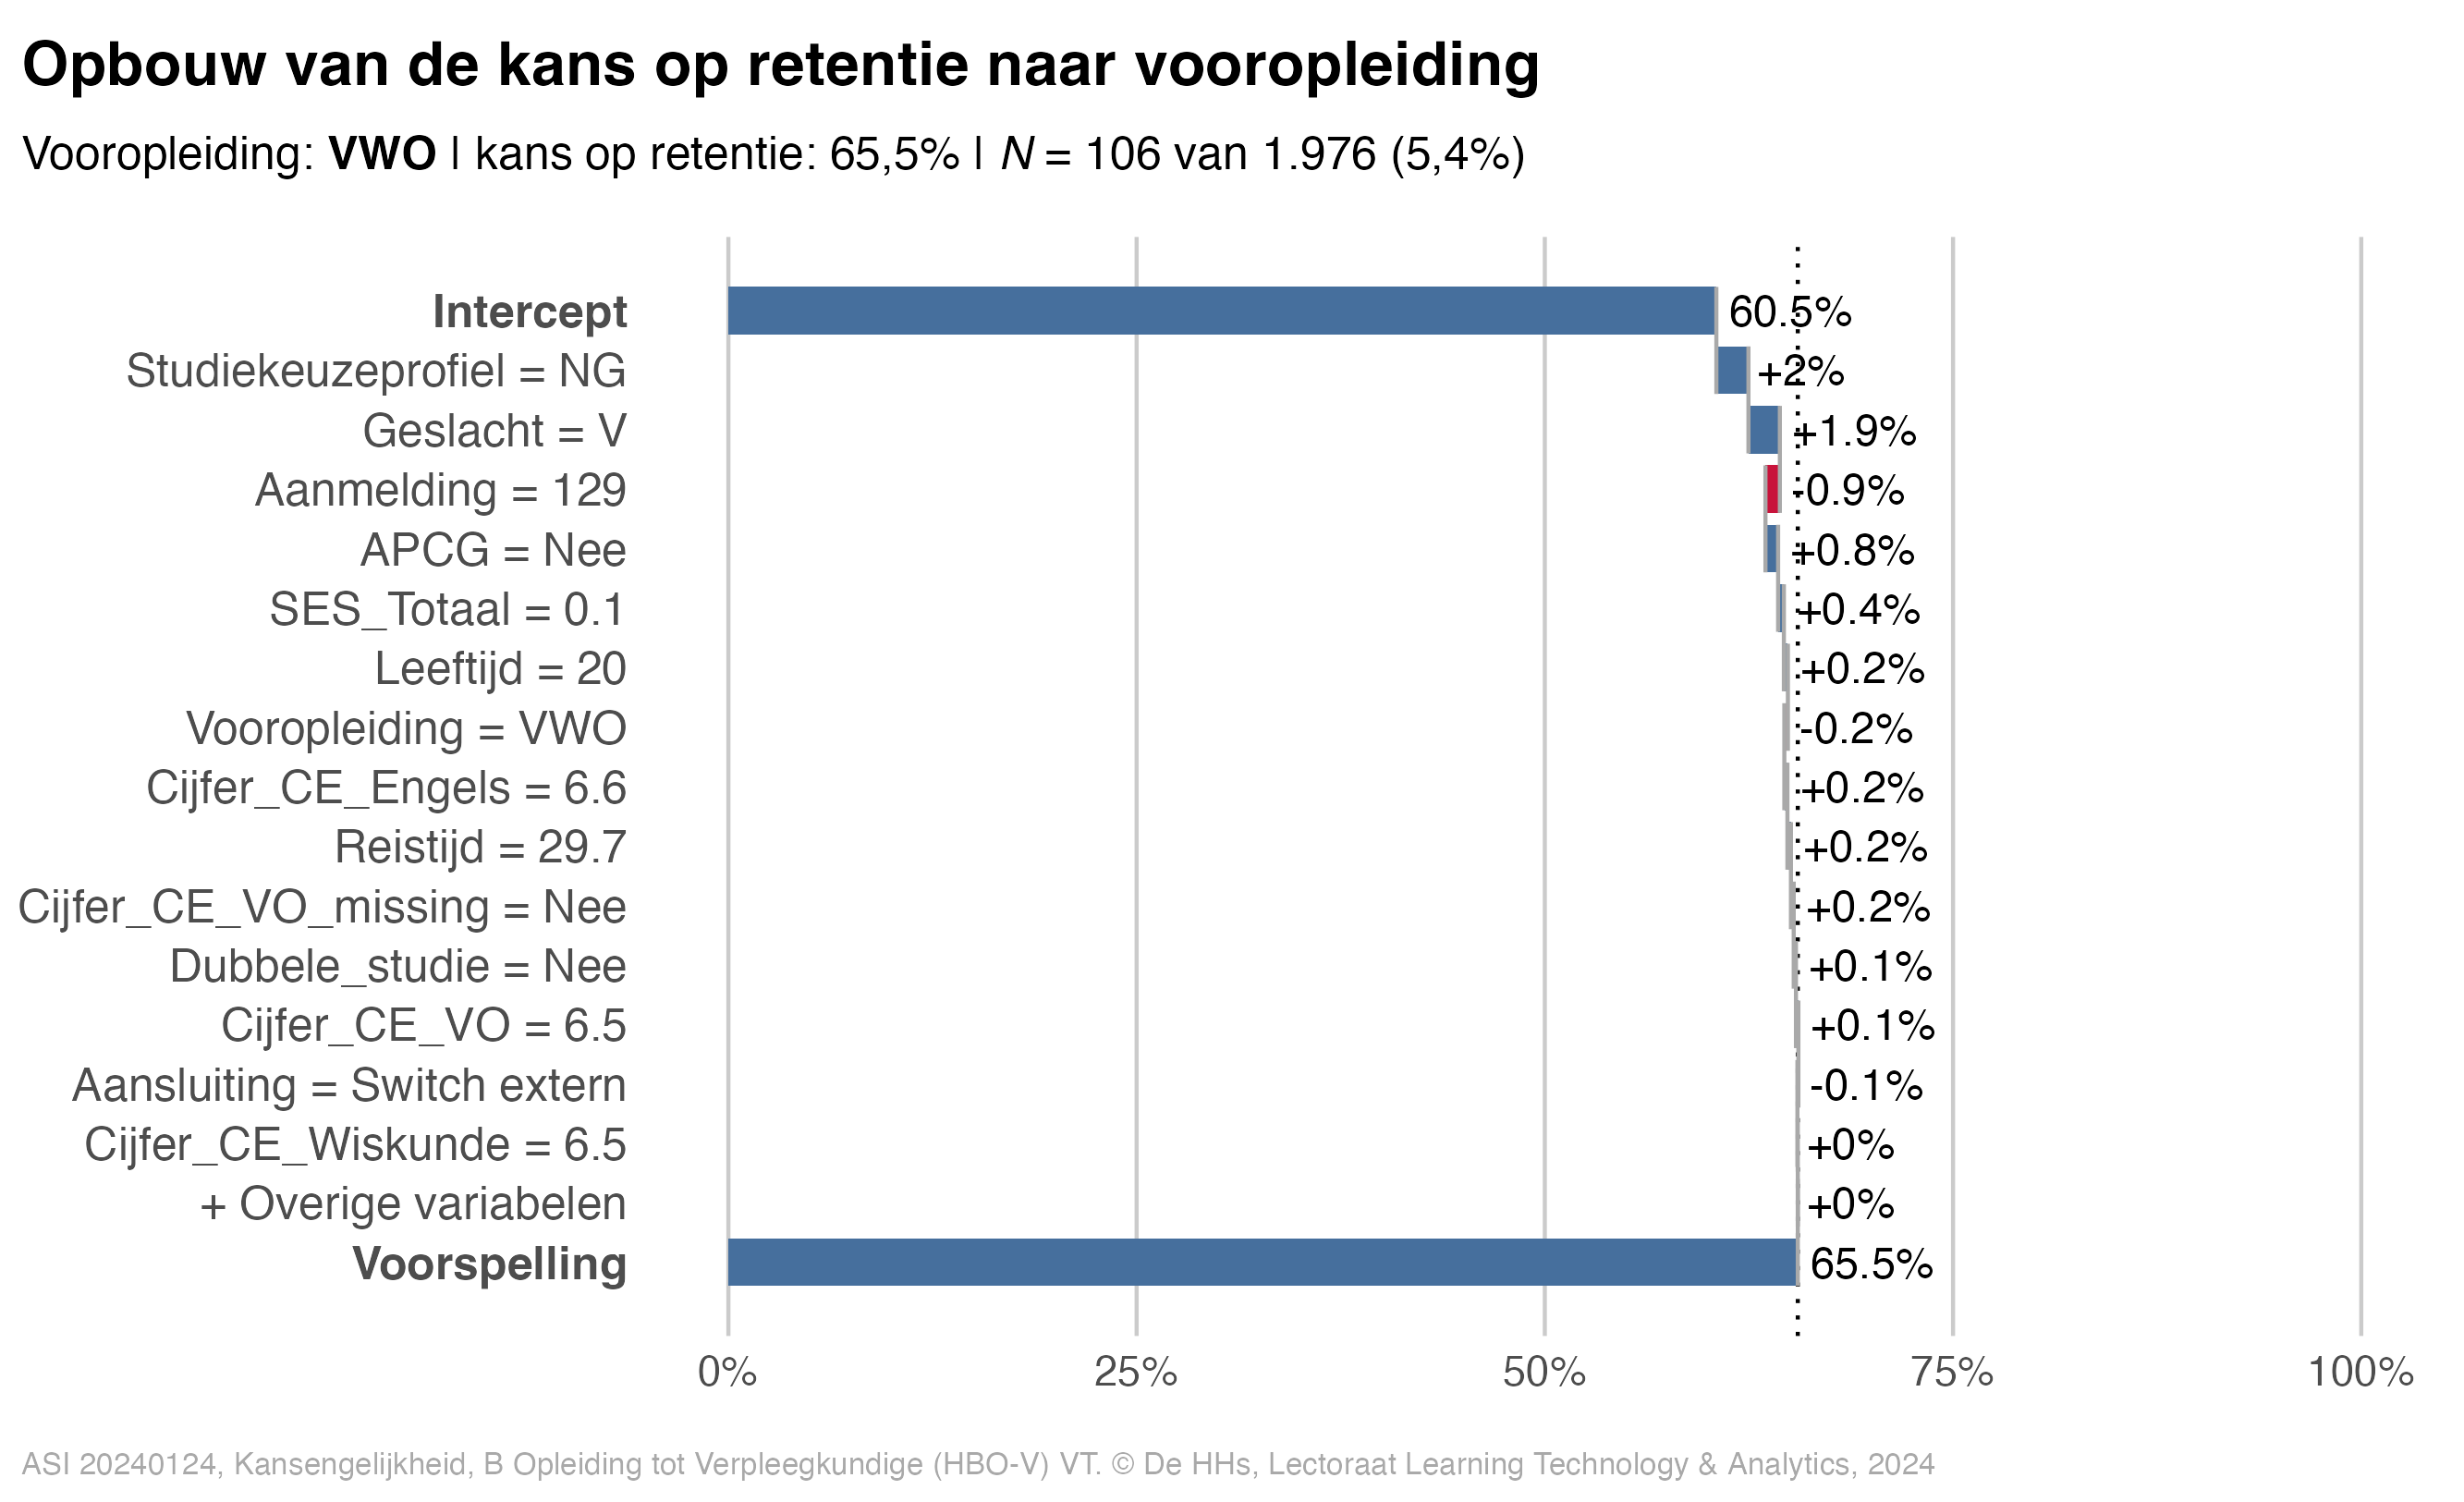 Opbouw van de kans op retentie naar vooropleiding
Vooropleiding: VWO | kans op retentie: 65,5% | N = 106 van 1.976 (5,4%)
Intercept 60.5%
Studiekeuzeprofiel = NG +2%
Geslacht = V +1.9%
Aanmelding = 129 -0.9%
APCG = Nee +0.8%
SES_Totaal = 0.1 +0.4%
Leeftijd = 20 +0.2%
Vooropleiding = VWO -0.2%
Cijfer_CE_Engels = 6.6 +0.2%
Reistijd = 29.7 +0.2%
Cijfer_CE_VO_missing = Nee +0.2%
Dubbele_studie = Nee +0.1%
Cijfer_CE_VO = 6.5 +0.1%
Aansluiting = Switch extern -0.1%
Cijfer_CE_Wiskunde = 6.5 +0%
+ Overige variabelen +0%
Voorspelling 65.5%
0% 25% 50% 75% 100%
ASI 20240124, Kansengelijkheid, B Opleiding tot Verpleegkundige (HBO-V) VT. © De HHs, Lectoraat Learning Technology & Analytics, 2024